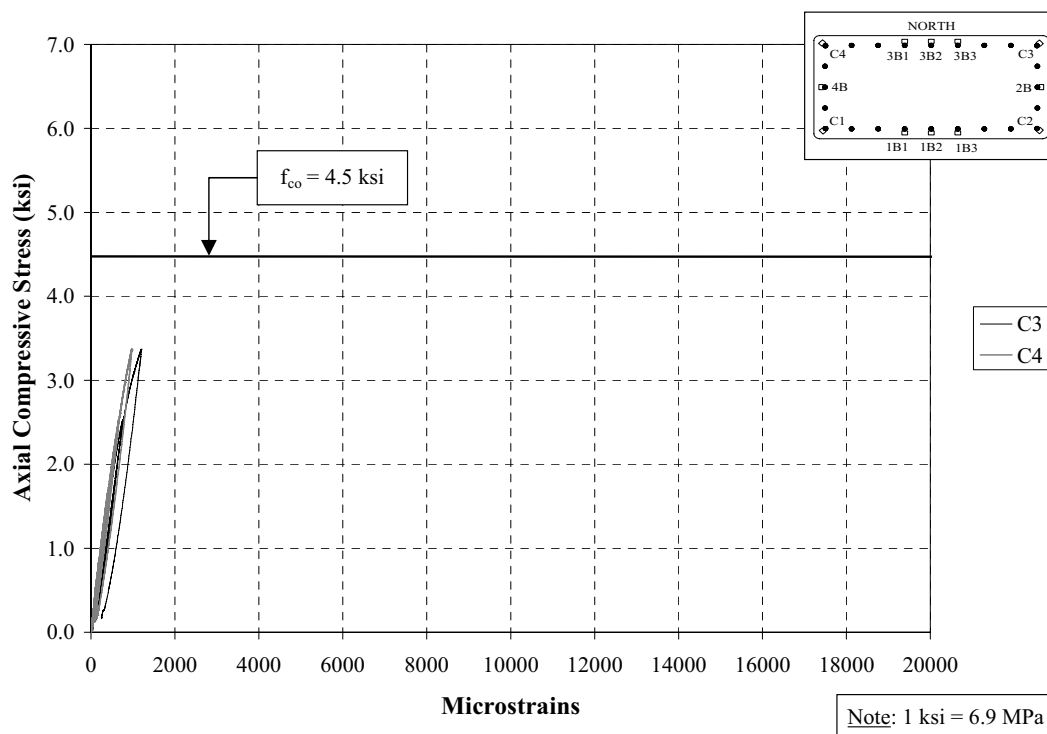 NORTH
C4 3B1 3B2 3B3 C3
4B 2B
C1 C2
1B1 1B2 1B3
7.0
6.0
5.0
4.0
3.0
2.0
1.0
0.0
Axial Compressive Stress (ksi)
fco = 4.5 ksi
C3
C4
0 2000 4000 6000 8000 10000 12000 14000 16000 18000 20000
Microstrains
Note: 1 ksi = 6.9 MPa